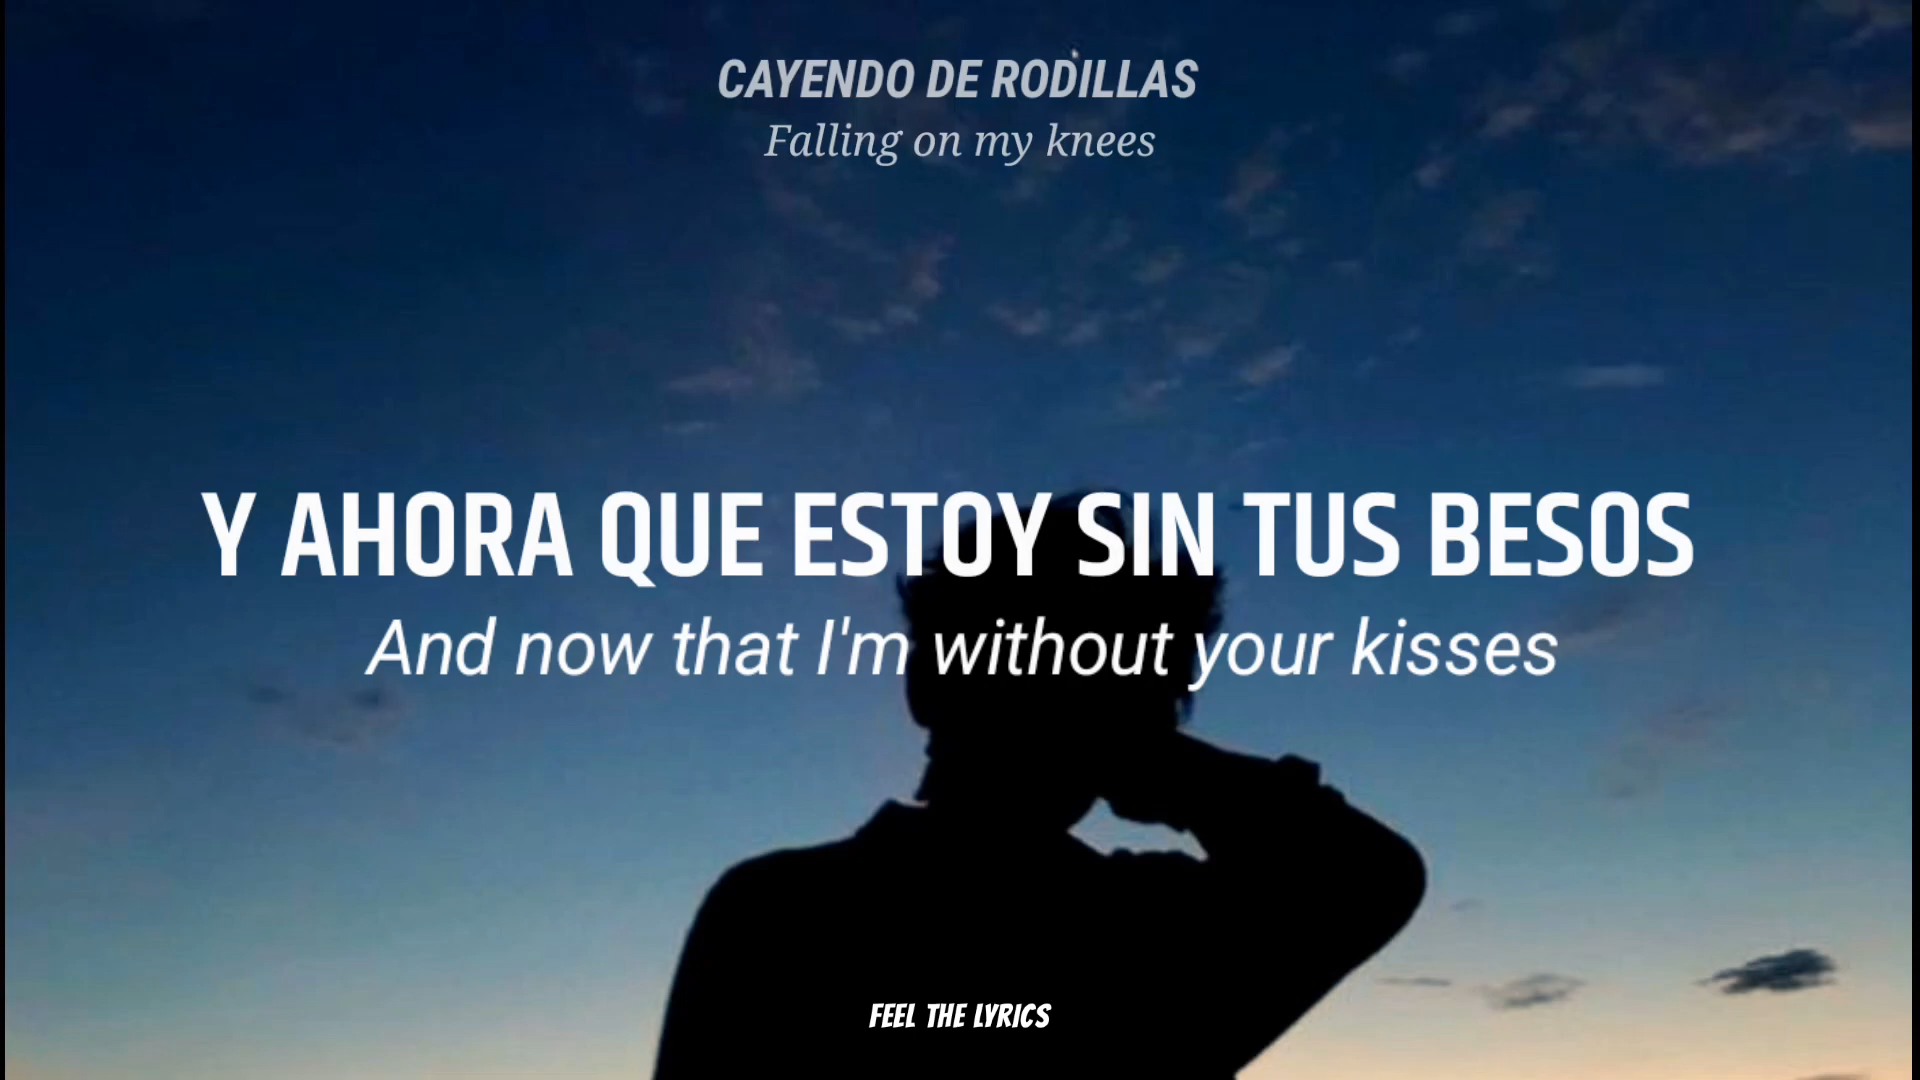 CAYENDO DE RODILLAS
Falling on my knees
Y AHORA QUE ESTOY SIN TUS BESOS
And now that I'm without your kisses
FEEL THE LYRICS